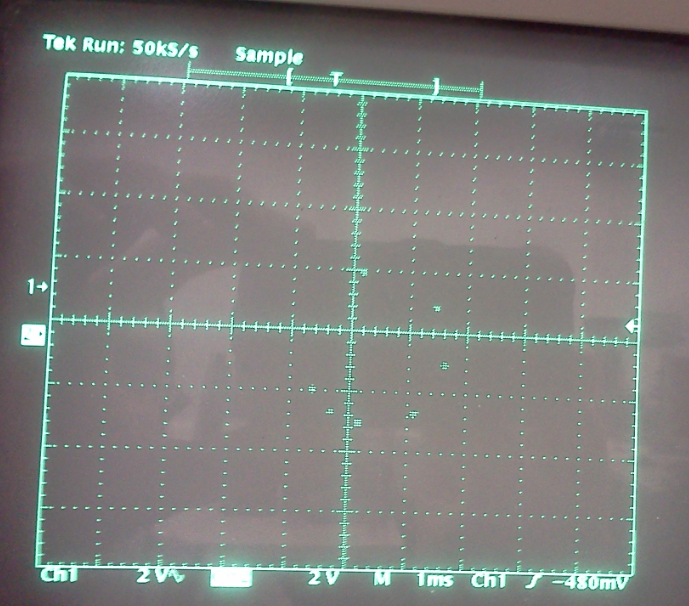 Tek Run: 50kS/s Sample
T
1→
Ch1 2 V∿ 2 V M 1ms Ch1 ∫ -480mV